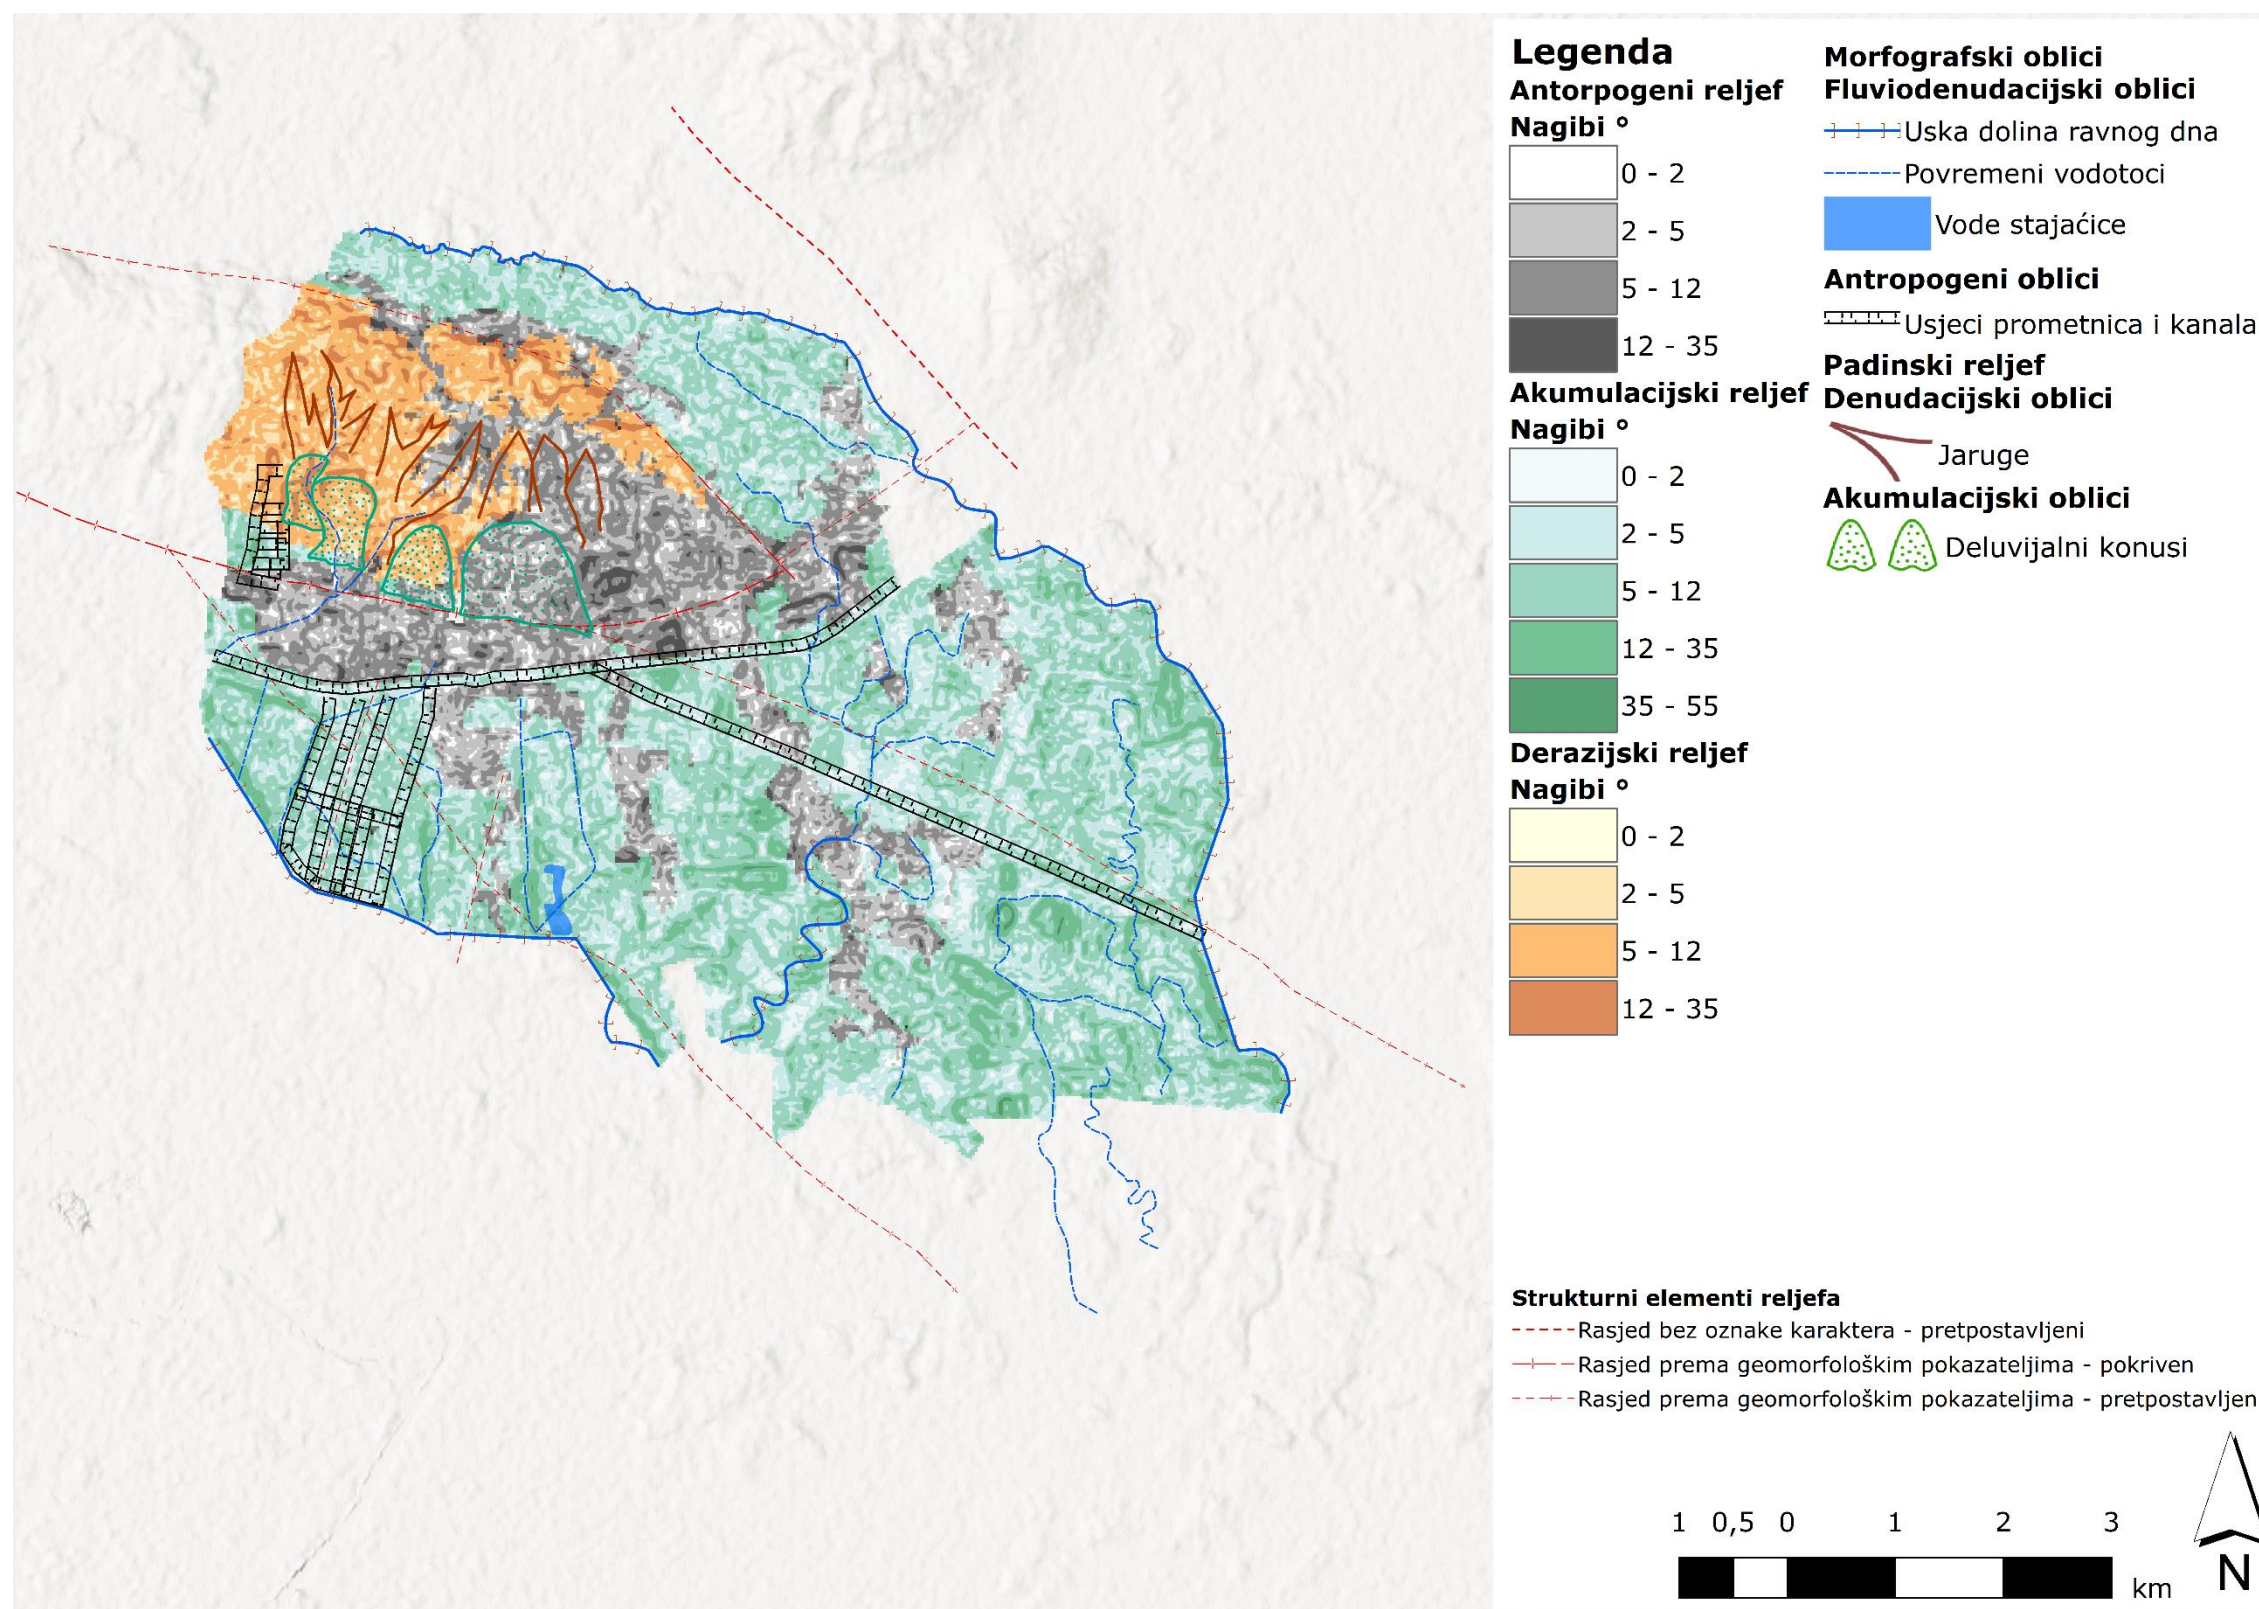 Legenda
Antorpogeni reljef
Nagibi °
0 - 2
2 - 5
5 - 12
12 - 35
Akumulacijski reljef
Nagibi °
0 - 2
2 - 5
5 - 12
12 - 35
35 - 55
Derazijski reljef
Nagibi °
0 - 2
2 - 5
5 - 12
12 - 35
Morfografski oblici
Fluviodenudacijski oblici
Uska dolina ravnog dna
Povremeni vodotoci
Vode stajaćice
Antropogeni oblici
Usjeci prometnica i kanala
Padinski reljef
Denudacijski oblici
Jaruge
Akumulacijski oblici
Deluvijalni konusi
Strukturni elementi reljefa
Rasjed bez oznake karaktera - pretpostavljeni
Rasjed prema geomorfološkim pokazateljima - pokriven
Rasjed prema geomorfološkim pokazateljima - pretpostavljen
1 0,5 0 1 2 3
km
N